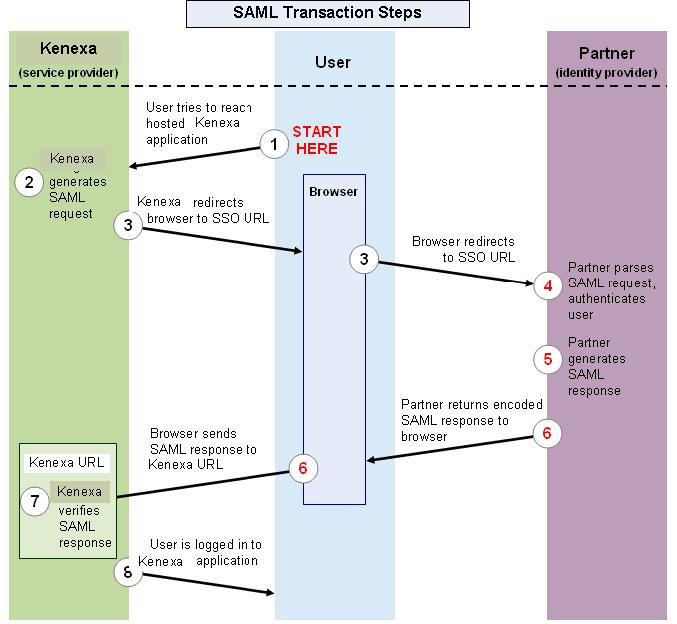 SAML Transaction Steps
Kenexa
(service provider)
User
Partner
(identity provider)
User tries to reach
hosted Kenexa
application
1
START
HERE
2
Kenexa
generates
SAML
request
Browser
3
Kenexa redirects
browser to SSO URL
3
Browser redirects
to SSO URL
4
Partner parses
SAML request,
authenticates
user
5
Partner
generates
SAML
response
Partner returns encoded
SAML response to
browser
6
Browser sends
SAML response to
Kenexa URL
6
Kenexa URL
7
Kenexa
verifies
SAML
response
8
User is logged in to
Kenexa application